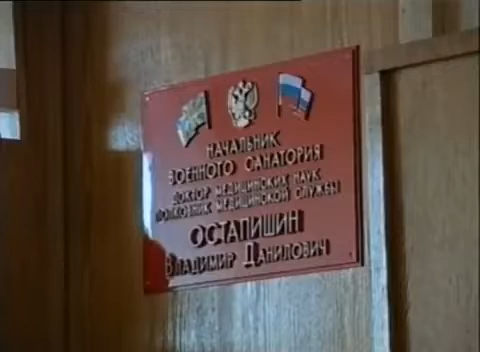 НАЧАЛЬНИК
ВОЕННОГО САНАТОРИЯ
ДОКТОР МЕДИЦИНСКИХ НАУК
ПОЛКОВНИК МЕДИЦИНСКОЙ СЛУЖБЫ
ОСТАПИШИН
ВЛАДИМИР ДАНИЛОВИЧ